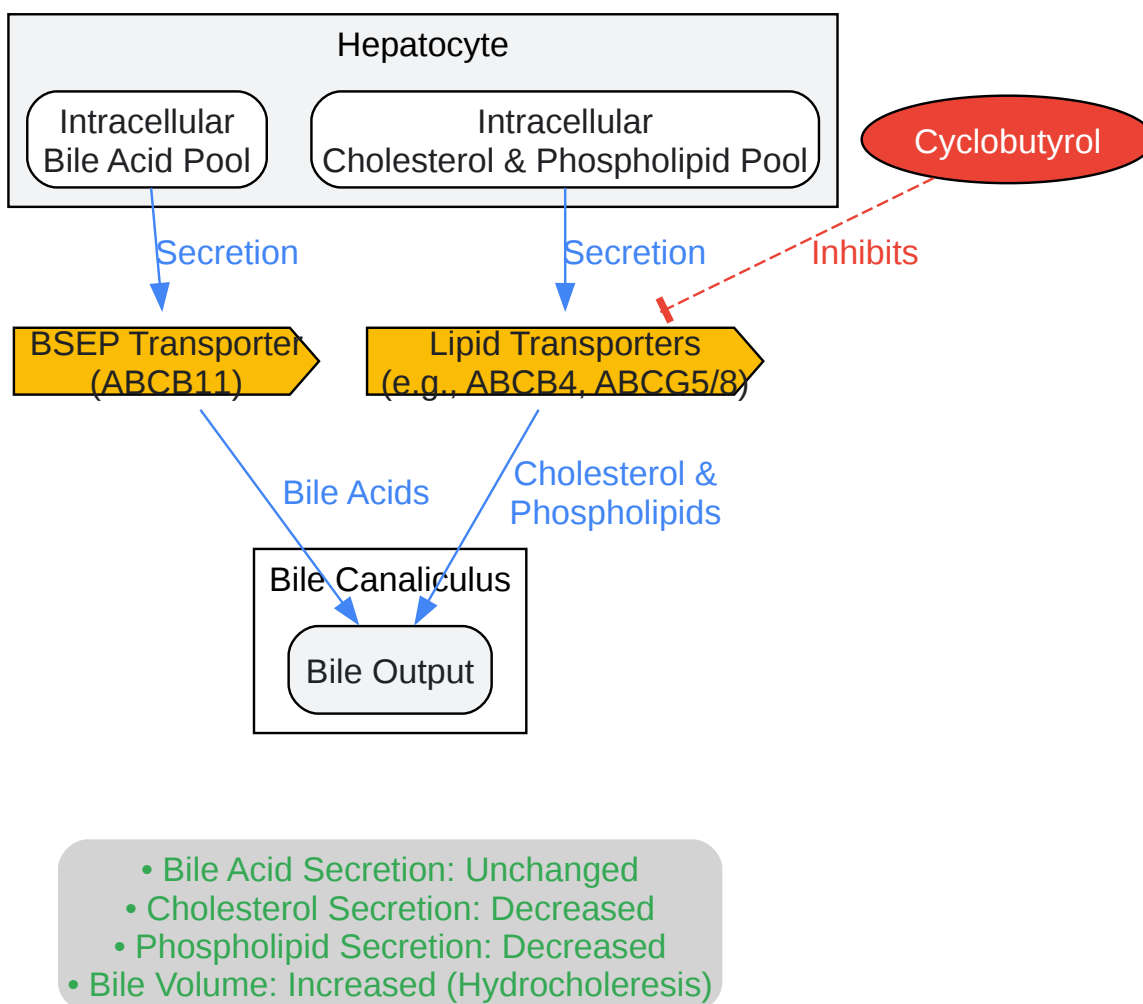 Hepatocyte
Intracellular
Bile Acid Pool
Intracellular
Cholesterol & Phospholipid Pool
Cyclobutyrol
Secretion
Secretion
Inhibits
BSEP Transporter
(ABCB11)
Lipid Transporters
(e.g., ABCB4, ABCG5/8)
Bile Acids
Cholesterol &
Phospholipids
Bile Canaliculus
Bile Output
• Bile Acid Secretion: Unchanged
• Cholesterol Secretion: Decreased
• Phospholipid Secretion: Decreased
• Bile Volume: Increased (Hydrocholeresis)